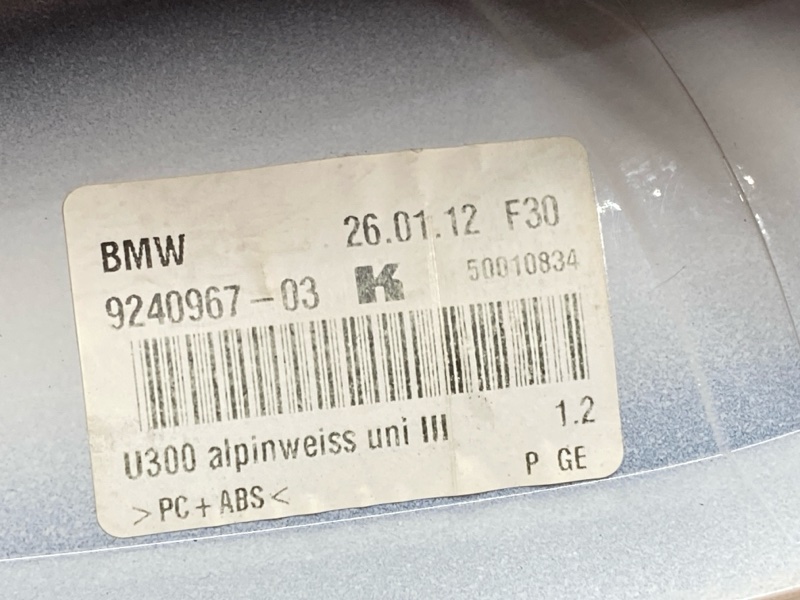 BMW 26.01.12 F30
9240967-03 K 50010834
U300 alpinweiss uni III 1.2
>PC+ABS< P GE